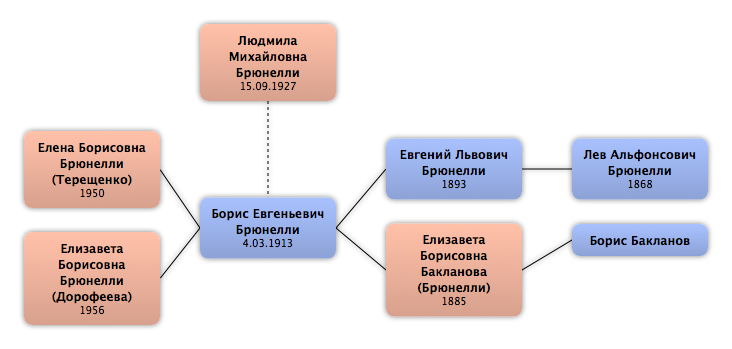 Людмила
Михайловна
Брюнелли
15.09.1927
Елена Борисовна
Брюнелли
(Терещенко)
1950
Елизавета
Борисовна
Брюнелли
(Дорофеева)
1956
Борис Евгеньевич
Брюнелли
4.03.1913
Евгений Львович
Брюнелли
1893
Елизавета
Борисовна
Бакланова
(Брюнелли)
1885
Лев Альфонсович
Брюнелли
1868
Борис Бакланов